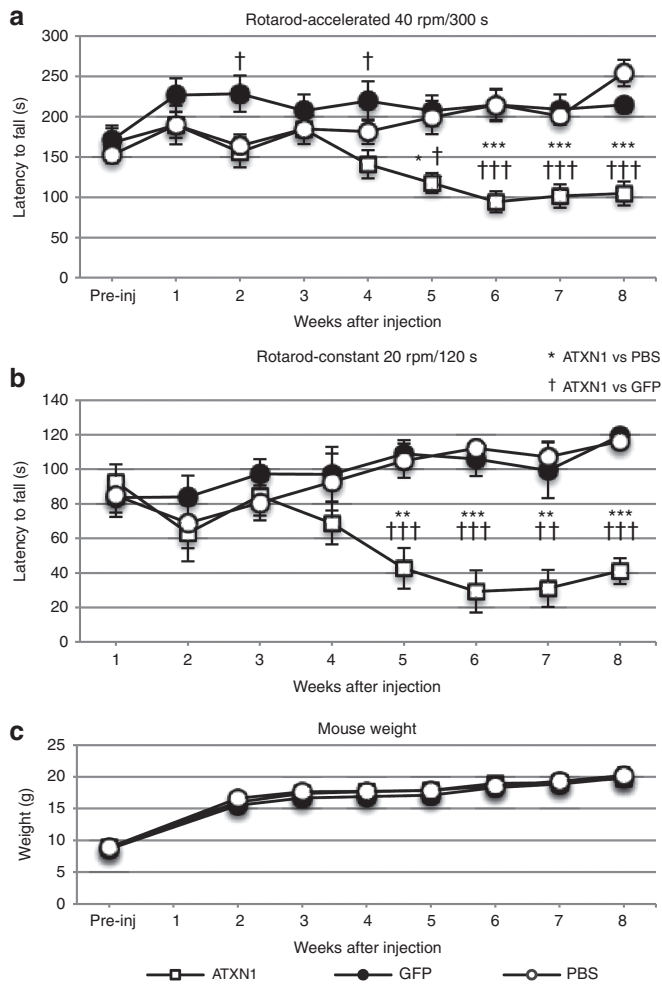 a
Rotarod-accelerated 40 rpm/300 s
Latency to fall (s)
300
250
200
150
100
50
0
† †
* †
*** *** ***
††† ††† †††
Pre-inj 1 2 3 4 5 6 7 8
Weeks after injection
b
Rotarod-constant 20 rpm/120 s
* ATXN1 vs PBS
† ATXN1 vs GFP
Latency to fall (s)
140
120
100
80
60
40
20
0
** *** ** ***
††† ††† †† †††
1 2 3 4 5 6 7 8
Weeks after injection
c
Mouse weight
Weight (g)
25
20
15
10
5
0
Pre-inj 1 2 3 4 5 6 7 8
Weeks after injection
ATXN1 GFP PBS